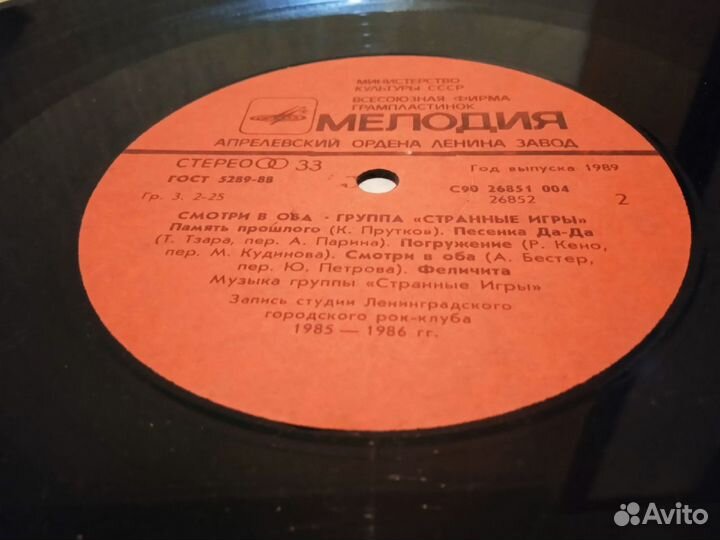 МИНИСТЕРСТВО
КУЛЬТУРЫ СССР
ВСЕСОЮЗНАЯ ФИРМА
ГРАМПЛАСТИНОК
МЕЛОДИЯ
АПРЕЛЕВСКИЙ ОРДЕНА ЛЕНИНА ЗАВОД
СТЕРЕО 33
Год выпуска 1989
ГОСТ 5289-88
С90 26851 004
Гр. 3. 2-25
26852
2
СМОТРИ В ОБА · ГРУППА «СТРАННЫЕ ИГРЫ»
Память прошлого (К. Прутков). Песенка Да-Да
(Т. Тзара, пер. А. Парина). Погружение (Р. Кено,
пер. М. Кудинова). Смотри в оба (А. Бестер,
пер. Ю. Петрова). Феличита
Музыка группы «Странные Игры»
Запись студии Ленинградского
городского рок-клуба
1985 — 1986 гг.
Avito